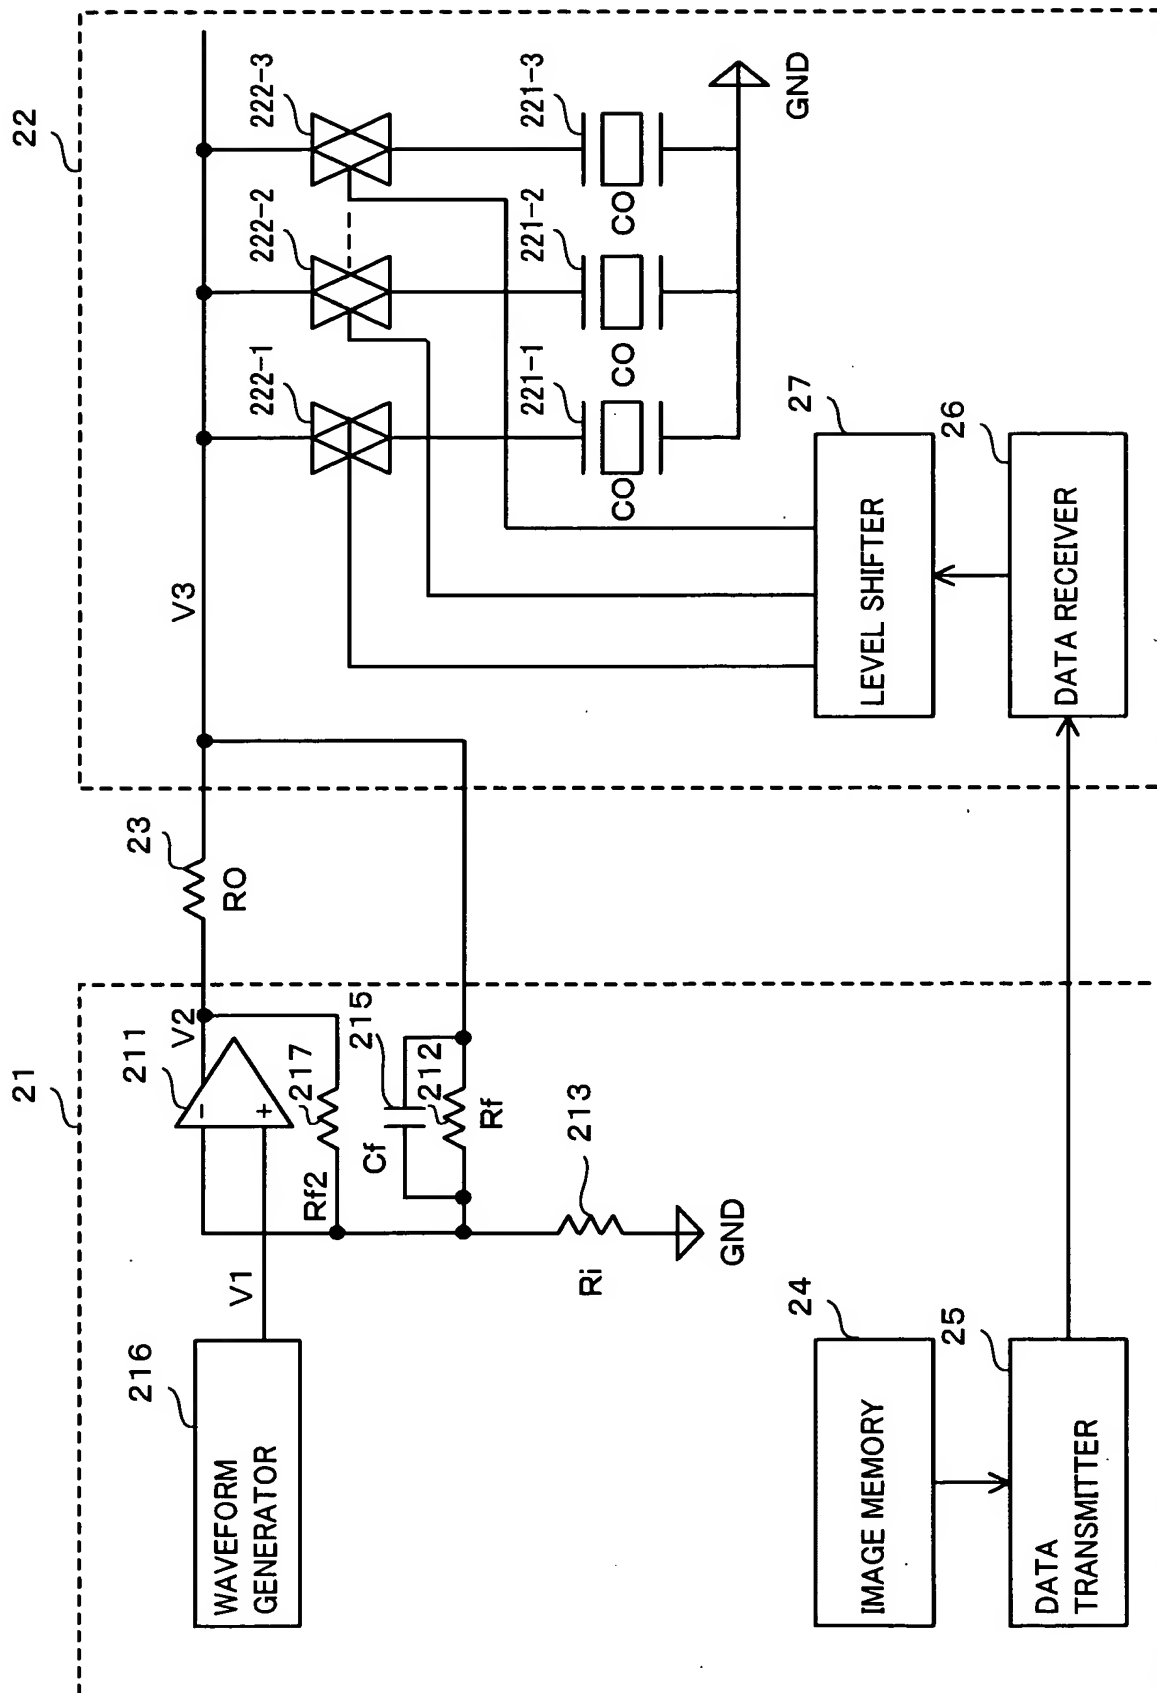 21
22
216
WAVEFORM
GENERATOR
V1
211
−
+
V2
217
Rf2
215
Cf
212
Rf
213
Ri
GND
23
RO
V3
222-1
222-2
222-3
221-1
221-2
221-3
CO
CO
CO
GND
24
IMAGE MEMORY
25
DATA
TRANSMITTER
27
LEVEL SHIFTER
26
DATA RECEIVER